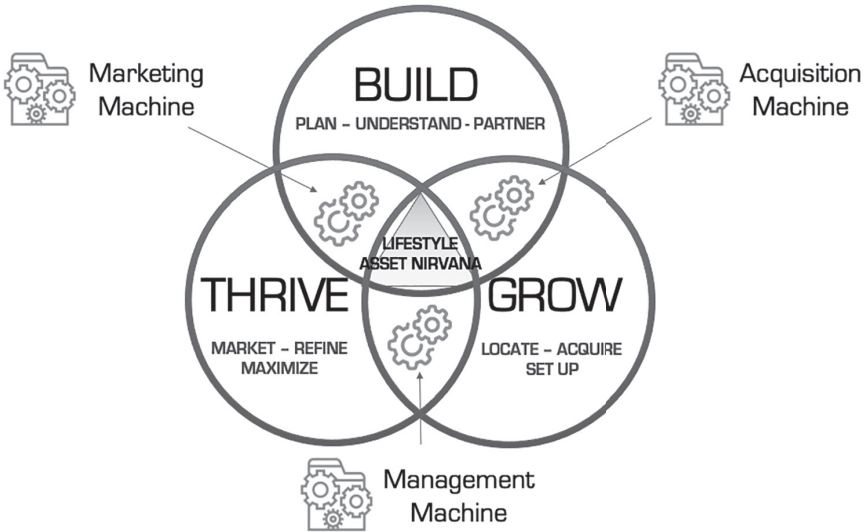 Marketing
Machine
Acquisition
Machine
BUILD
PLAN – UNDERSTAND - PARTNER
LIFESTYLE
ASSET NIRVANA
THRIVE
MARKET – REFINE
MAXIMIZE
GROW
LOCATE – ACQUIRE
SET UP
Management
Machine